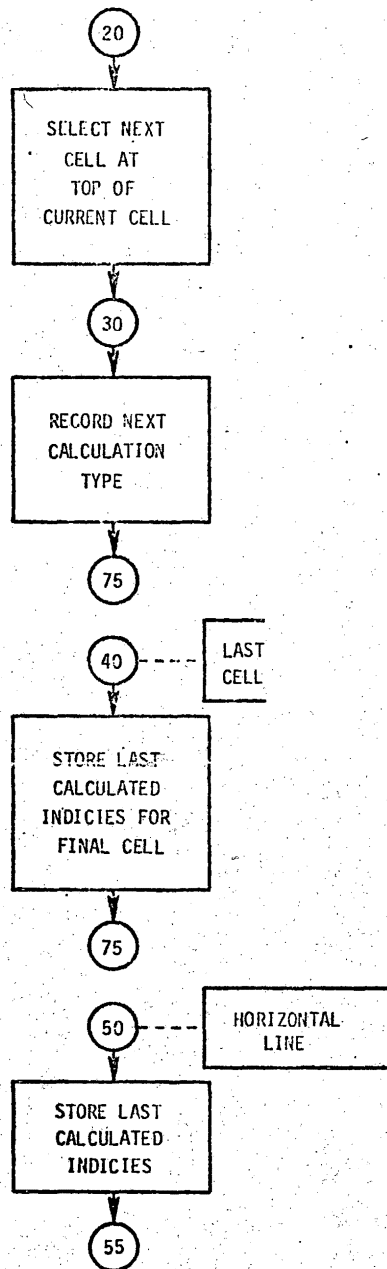 20
SELECT NEXT
CELL AT
TOP OF
CURRENT CELL
30
RECORD NEXT
CALCULATION
TYPE
75
40
LAST
CELL
STORE LAST
CALCULATED
INDICIES FOR
FINAL CELL
75
50
HORIZONTAL
LINE
STORE LAST
CALCULATED
INDICIES
55